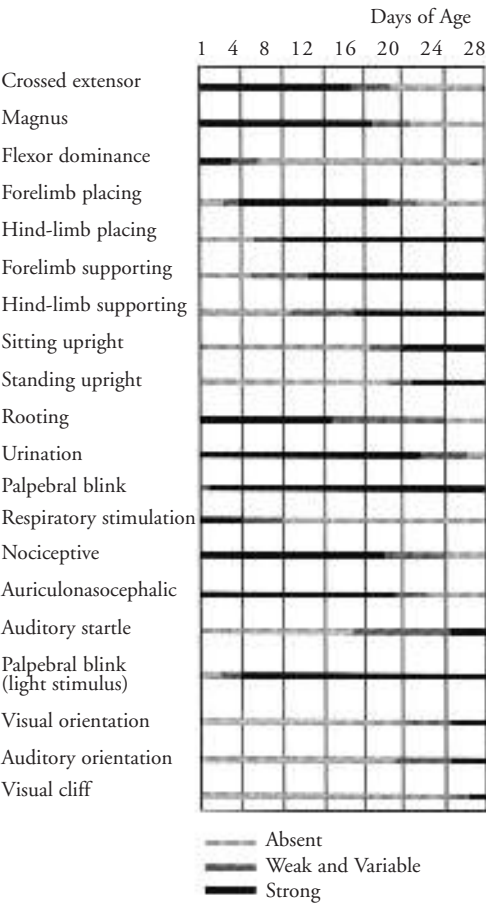 Days of Age
1 4 8 12 16 20 24 28
Crossed extensor
Magnus
Flexor dominance
Forelimb placing
Hind-limb placing
Forelimb supporting
Hind-limb supporting
Sitting upright
Standing upright
Rooting
Urination
Palpebral blink
Respiratory stimulation
Nociceptive
Auriculonasocephalic
Auditory startle
Palpebral blink
(light stimulus)
Visual orientation
Auditory orientation
Visual cliff
Absent
Weak and Variable
Strong